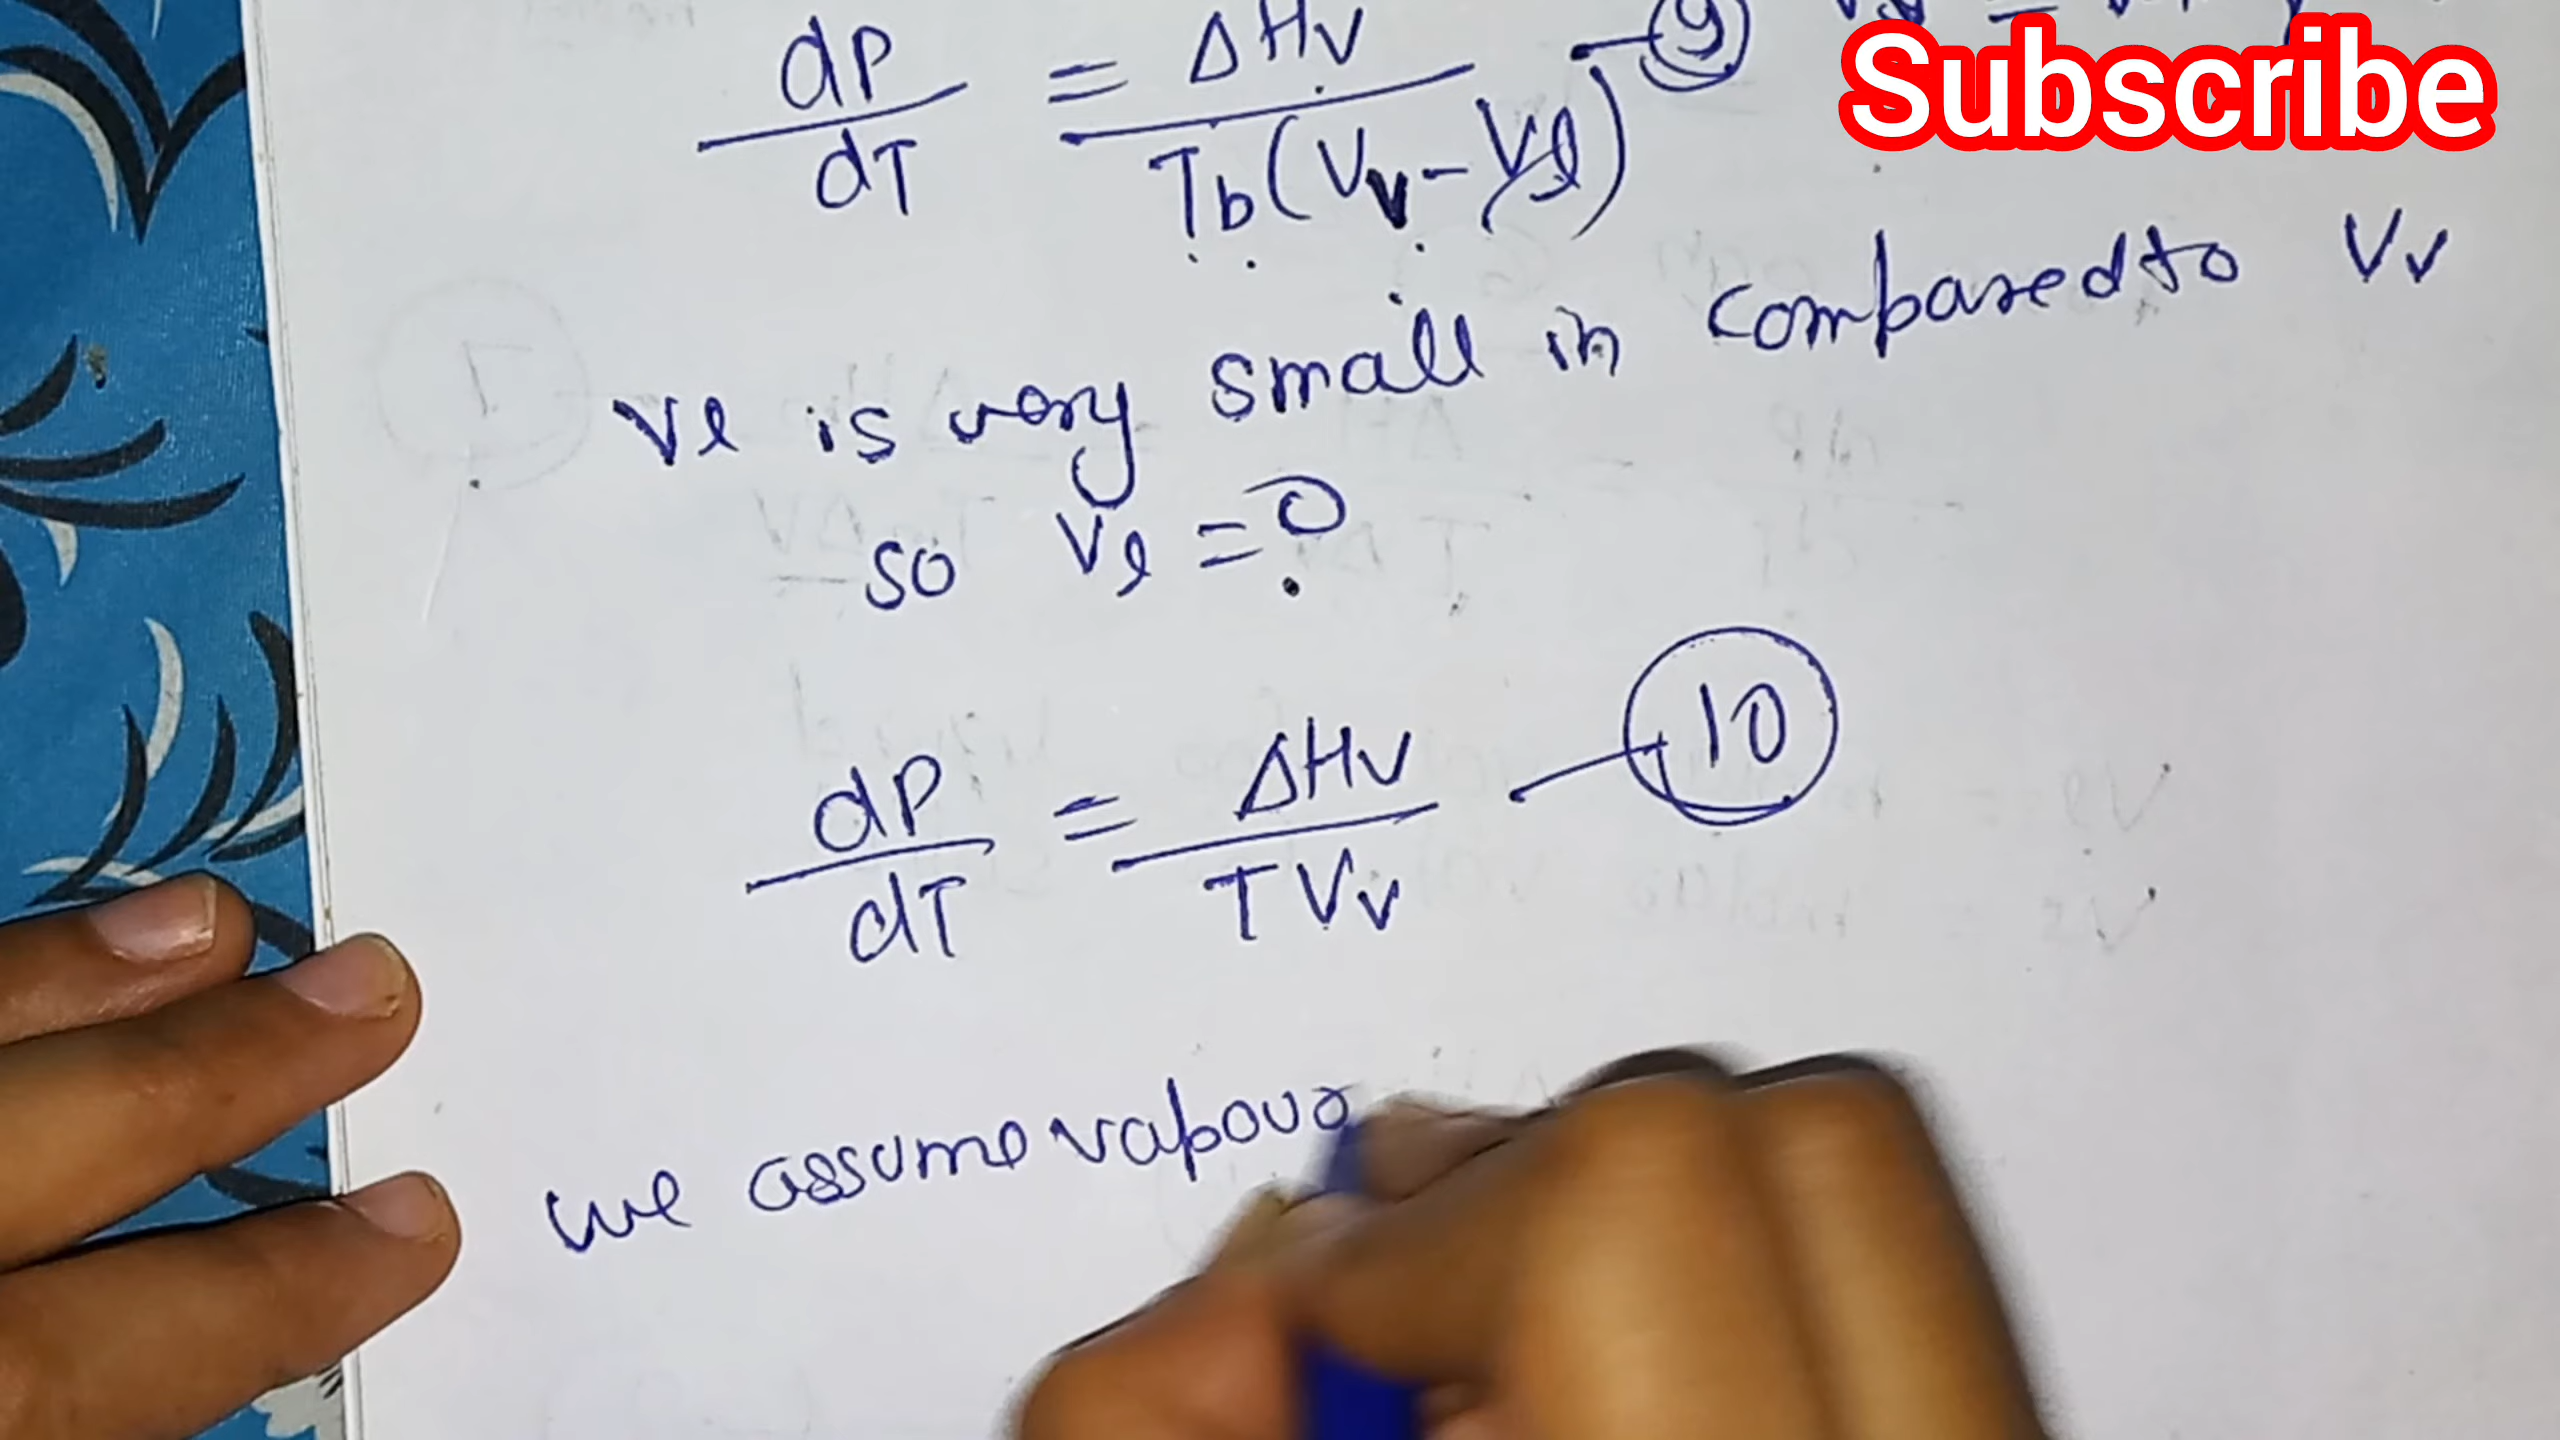 Subscribe
dP/dT = ΔHv / Tb(Vv - Vl) — 9
Vl is very small in compared to Vv
so Vl = 0
dP/dT = ΔHv / TVv — 10
we assume vapour